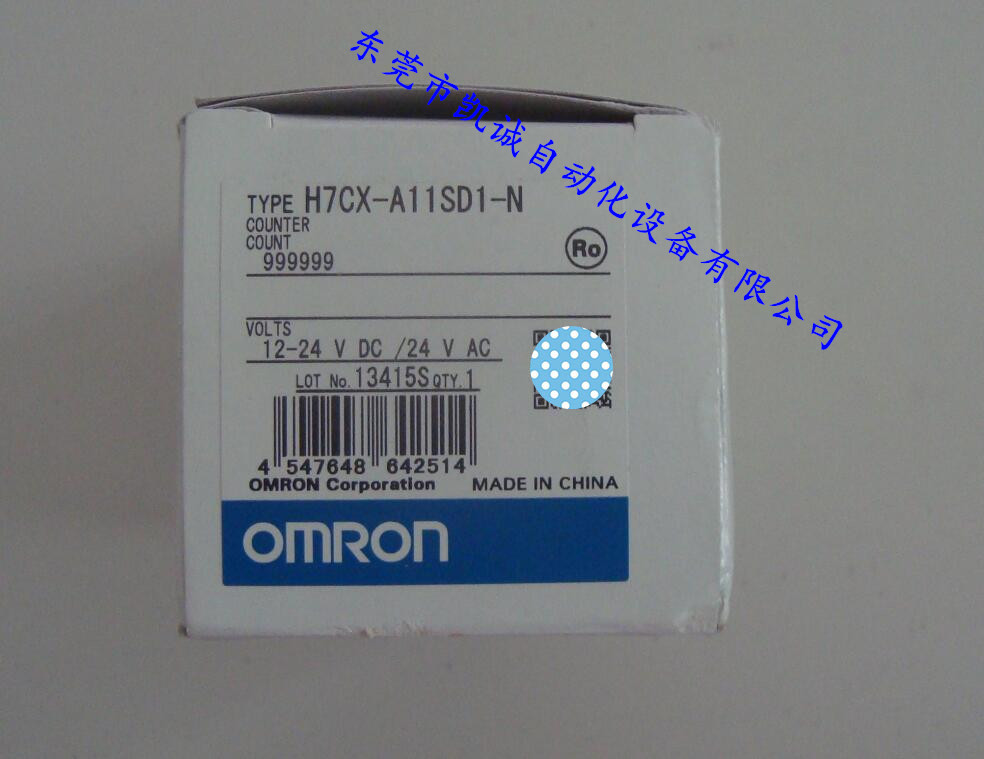 东莞市凯诚自动化设备有限公司
TYPE H7CX-A11SD1-N
COUNTER
COUNT
999999
Ro
VOLTS
12-24 V DC /24 V AC
LOT No. 13415S QTY.1
4 547648 642514
OMRON Corporation MADE IN CHINA
OMRON